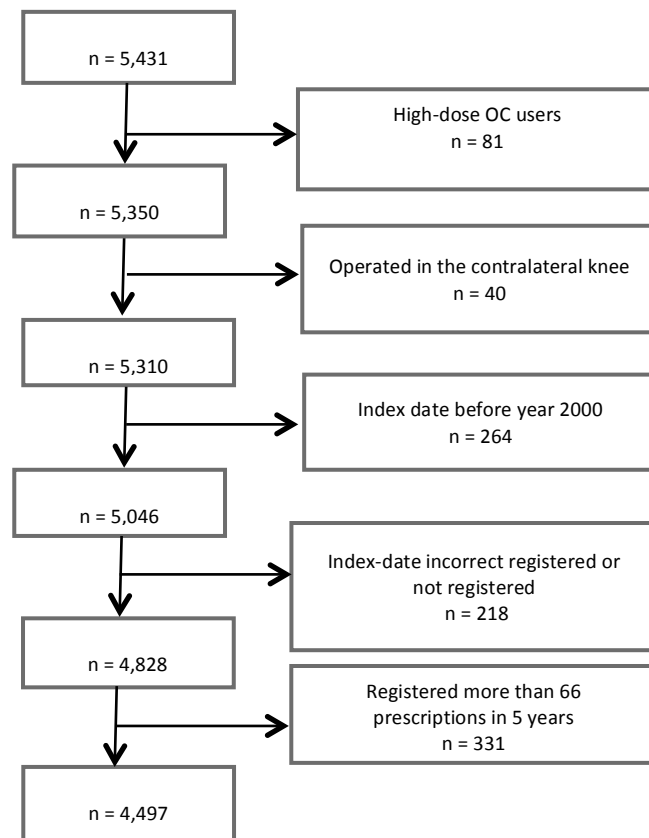 n = 5,431
High-dose OC users
n = 81
n = 5,350
Operated in the contralateral knee
n = 40
n = 5,310
Index date before year 2000
n = 264
n = 5,046
Index-date incorrect registered or
not registered
n = 218
n = 4,828
Registered more than 66
prescriptions in 5 years
n = 331
n = 4,497